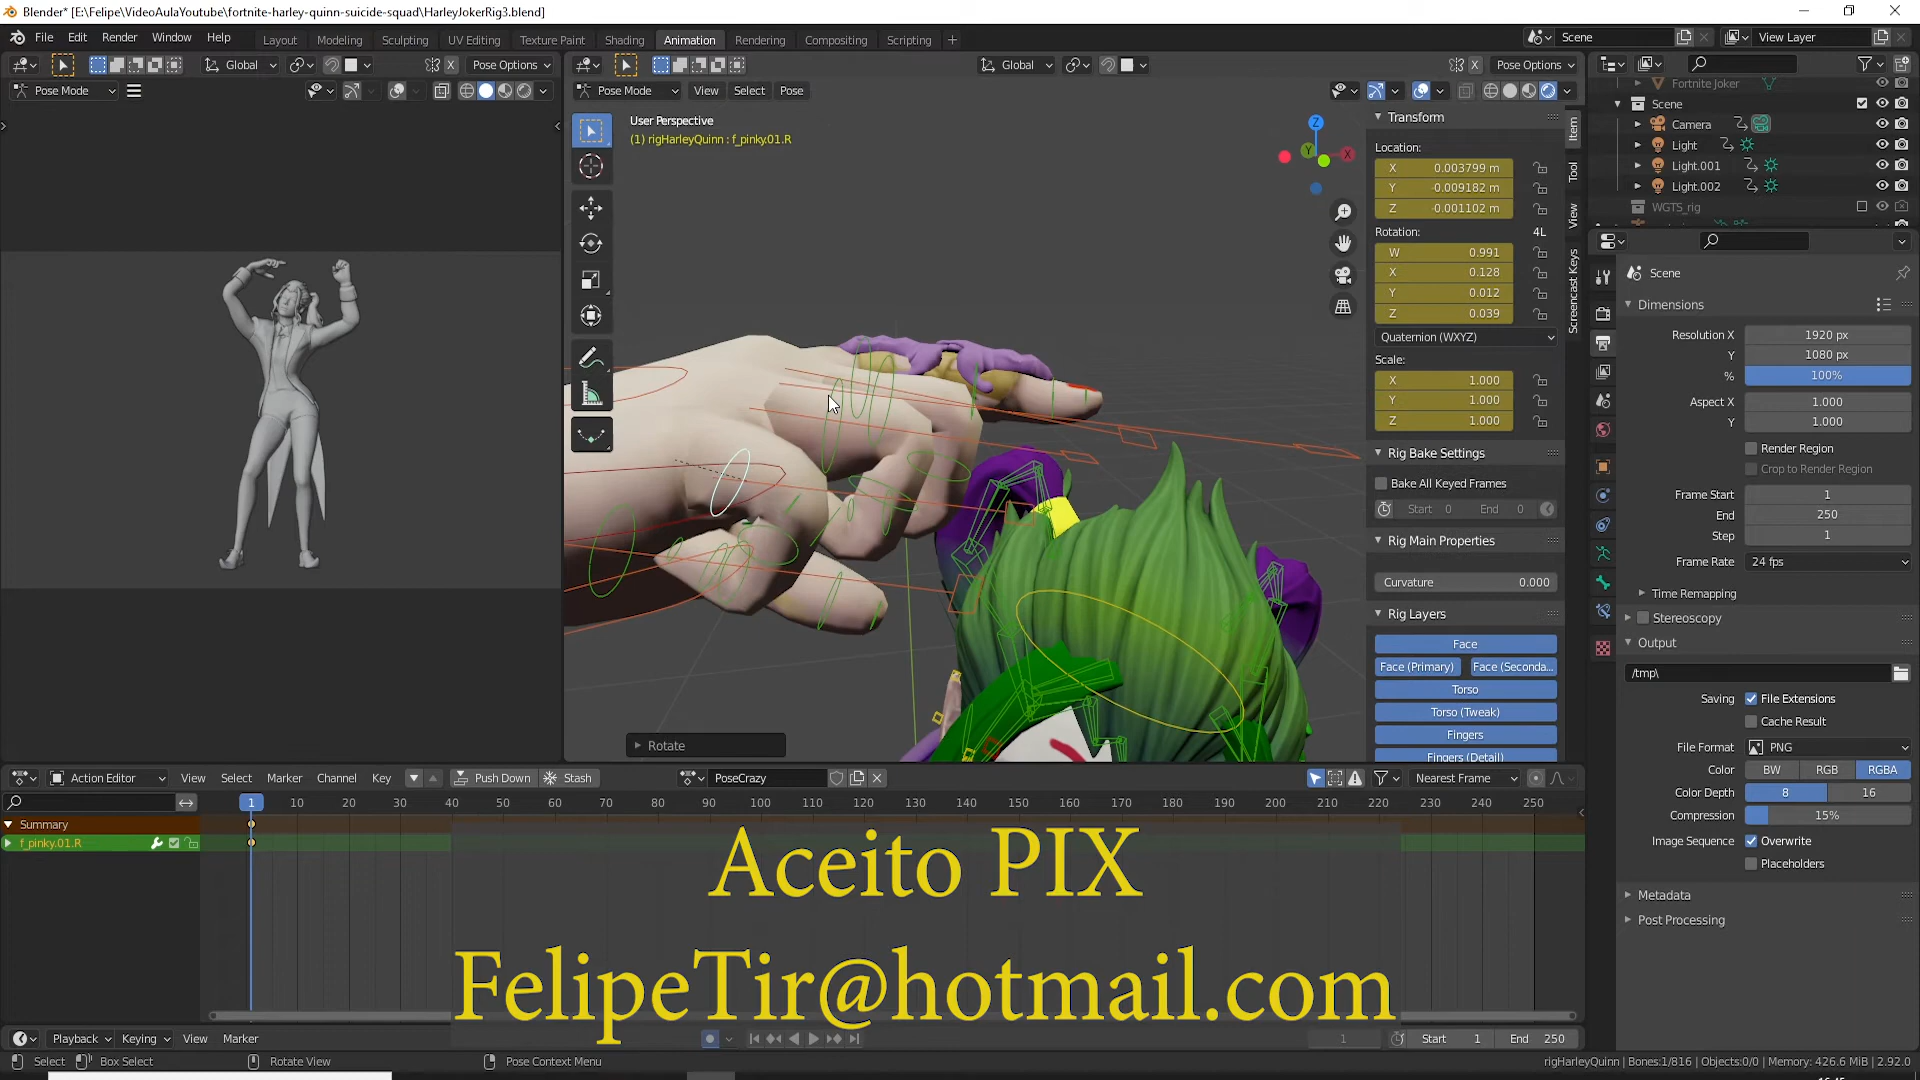 Blender* [E:\Felipe\VideoAulaYoutube\fortnite-harley-quinn-suicide-squad\HarleyJokerRig3.blend]
File Edit Render Window Help Layout Modeling Sculpting UV Editing Texture Paint Shading Animation Rendering Compositing Scripting + Scene View Layer
Global Pose Options Global X Pose Options
Pose Mode Pose Mode View Select Pose
User Perspective
(1) rigHarleyQuinn : f_pinky.01.R
Z
Y
X
Transform
Location:
X 0.003799 m
Y -0.009182 m
Z -0.001102 m
Rotation: 4L
W 0.991
X 0.128
Y 0.012
Z 0.039
Quaternion (WXYZ)
Scale:
X 1.000
Y 1.000
Z 1.000
Rig Bake Settings
Bake All Keyed Frames
Start 0 End 0
Rig Main Properties
Curvature 0.000
Rig Layers
Face
Face (Primary) Face (Seconda...
Torso
Torso (Tweak)
Fingers
Fingers (Detail)
Item
Tool
View
Screencast Keys
Rotate
Fortnite Joker
Scene
Camera
Light
Light.001
Light.002
WGTS_rig
Scene
Dimensions
Resolution X 1920 px
Y 1080 px
% 100%
Aspect X 1.000
Y 1.000
Render Region
Crop to Render Region
Frame Start 1
End 250
Step 1
Frame Rate 24 fps
Time Remapping
Stereoscopy
Output
/tmp\
Saving File Extensions
Cache Result
File Format PNG
Color BW RGB RGBA
Color Depth 8 16
Compression 15%
Image Sequence Overwrite
Placeholders
Metadata
Post Processing
Action Editor View Select Marker Channel Key Push Down Stash PoseCrazy Nearest Frame
1 10 20 30 40 50 60 70 80 90 100 110 120 130 140 150 160 170 180 190 200 210 220 230 240 250
Summary
f_pinky.01.R
Aceito PIX
FelipeTir@hotmail.com
Playback Keying View Marker 1 Start 1 End 250
Select Box Select Rotate View Pose Context Menu rigHarleyQuinn | Bones:1/816 | Objects:0/0 | Memory: 426.6 MiB | 2.92.0